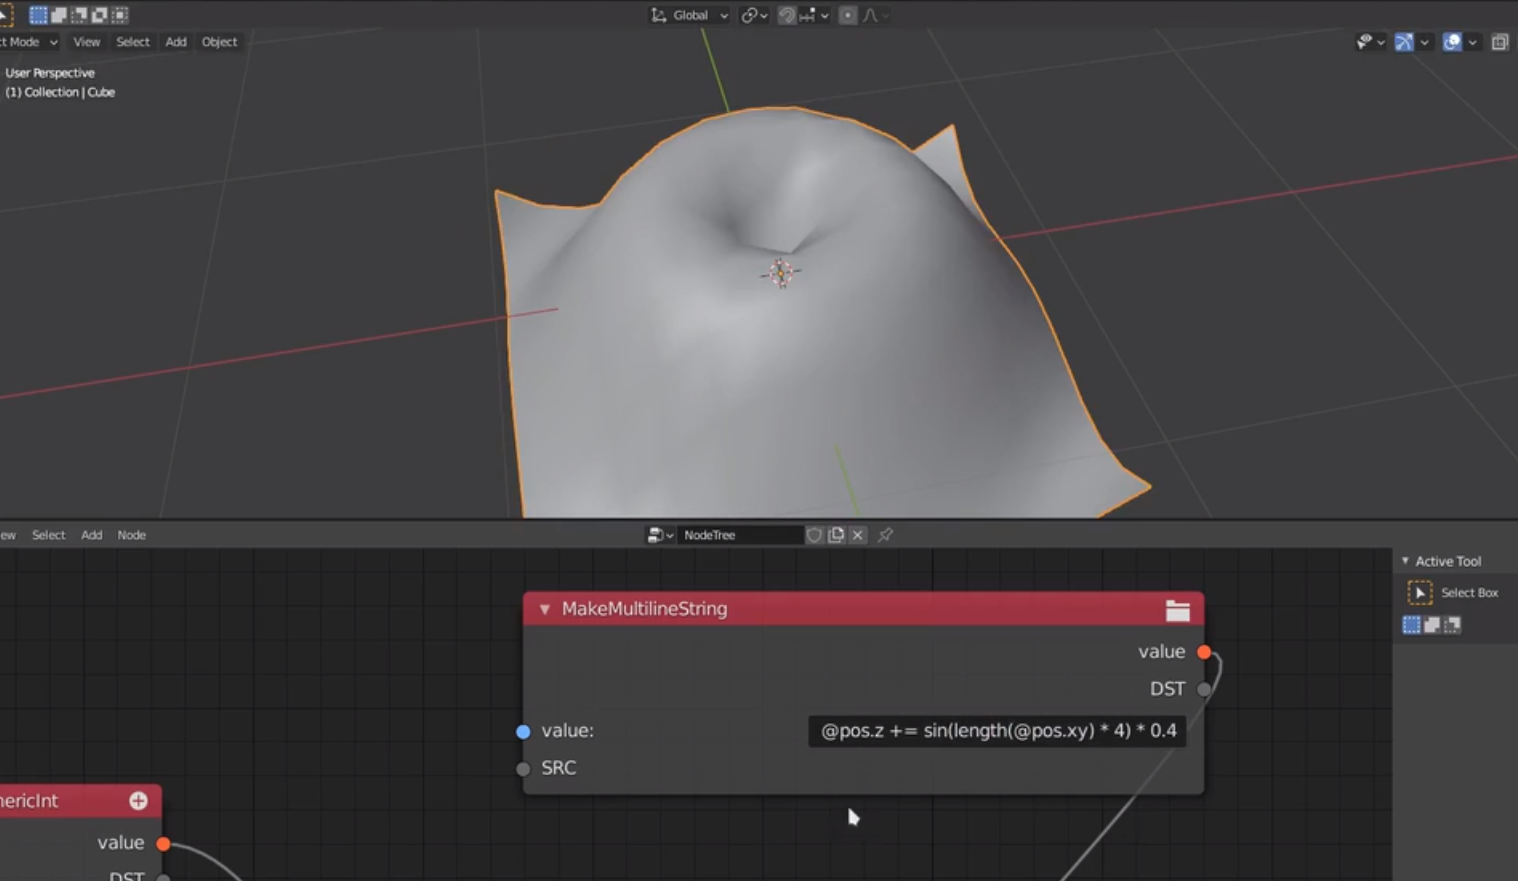 Global
ct Mode View Select Add Object
User Perspective
(1) Collection | Cube
ew Select Add Node
NodeTree
Active Tool
Select Box
MakeMultilineString
value
DST
value: @pos.z += sin(length(@pos.xy) * 4) * 0.4
SRC
nericInt
value
DST